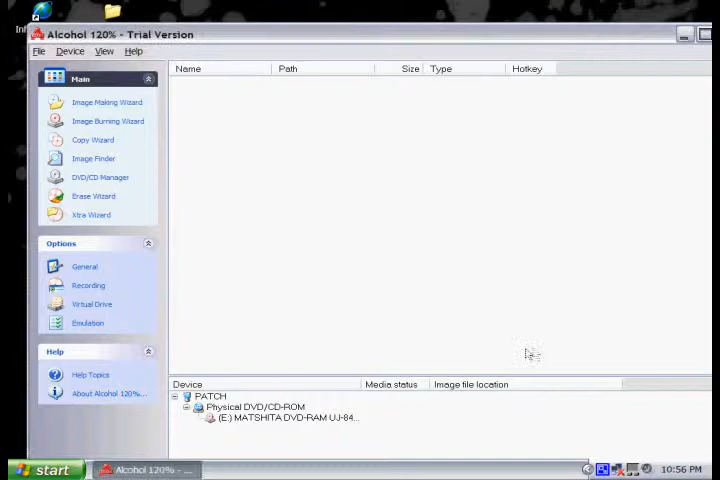 Alcohol 120% - Trial Version
File Device View Help
Main
Image Making Wizard
Image Burning Wizard
Copy Wizard
Image Finder
DVD/CD Manager
Erase Wizard
Xtra Wizard
Options
General
Recording
Virtual Drive
Emulation
Help
Help Topics
About Alcohol 120%...
Name Path Size Type Hotkey
Device Media status Image file location
PATCH
Physical DVD/CD-ROM
(E:) MATSHITA DVD-RAM UJ-84...
start Alcohol 120% - ... 10:56 PM